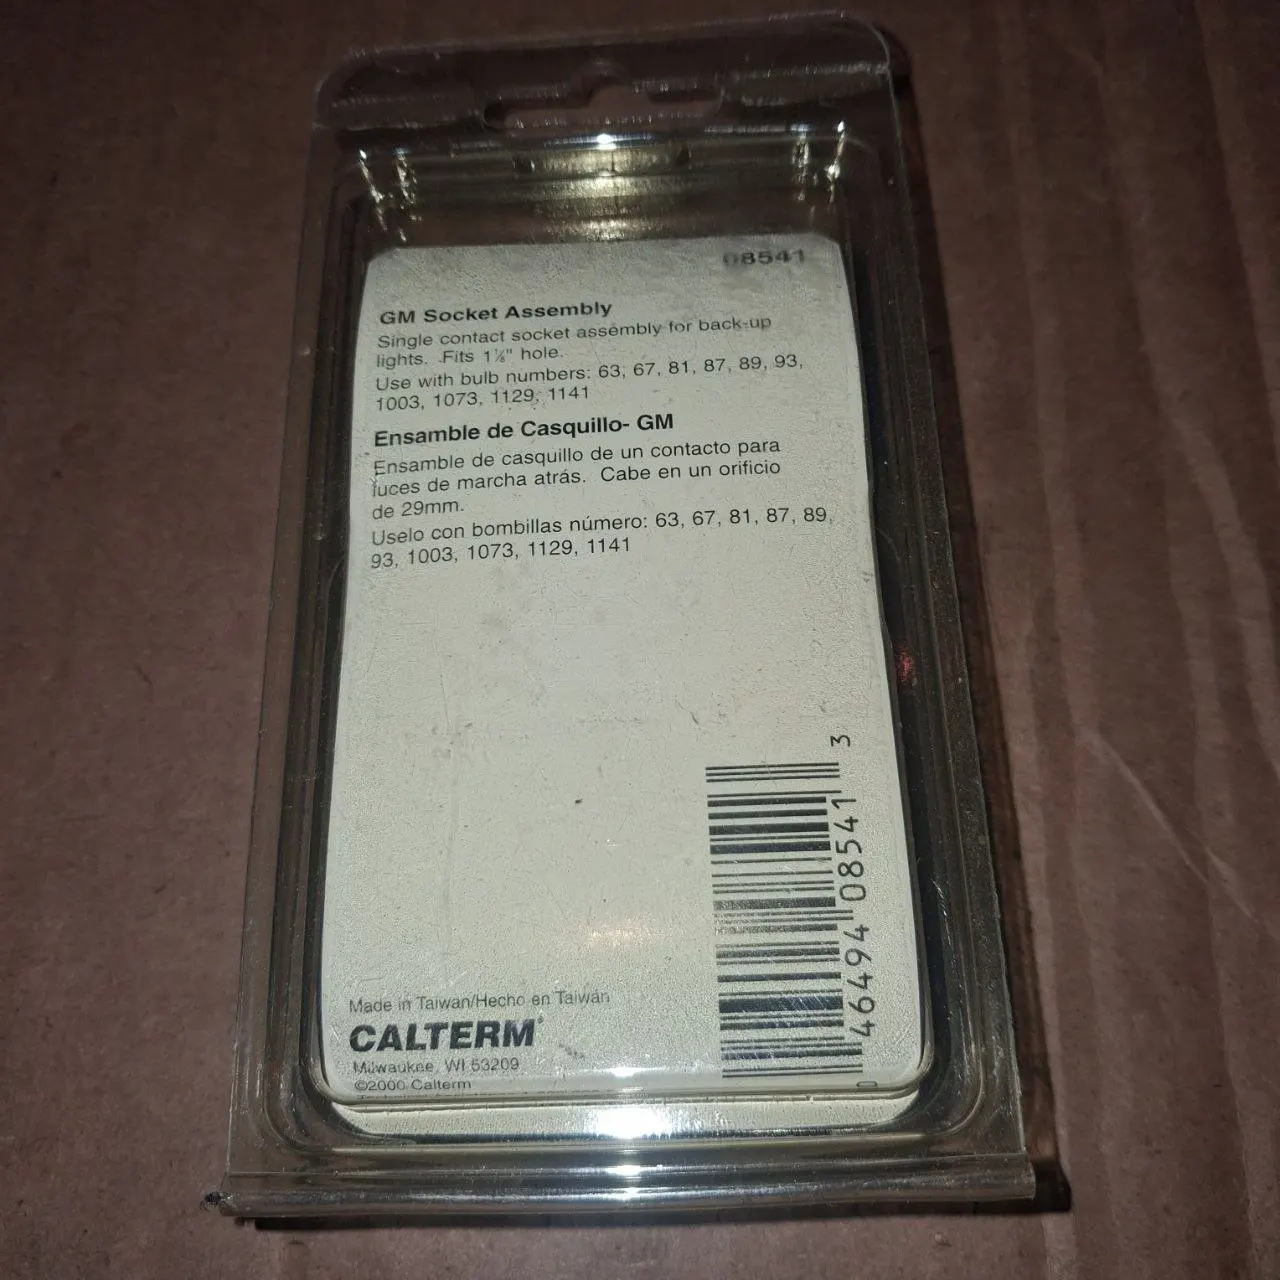 08541
GM Socket Assembly
Single contact socket assembly for back-up
lights. Fits 1⅛" hole.
Use with bulb numbers: 63, 67, 81, 87, 89, 93,
1003, 1073, 1129, 1141
Ensamble de Casquillo- GM
Ensamble de casquillo de un contacto para
luces de marcha atrás. Cabe en un orificio
de 29mm.
Uselo con bombillas número: 63, 67, 81, 87, 89,
93, 1003, 1073, 1129, 1141
0 46494 08541 3
Made in Taiwan/Hecho en Taiwán
CALTERM®
Milwaukee, WI 53209
©2000 Calterm